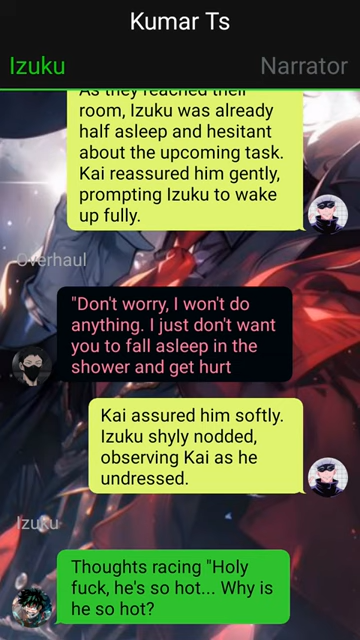 Kumar Ts
Izuku
Narrator
As they reached their
room, Izuku was already
half asleep and hesitant
about the upcoming task.
Kai reassured him gently,
prompting Izuku to wake
up fully.
Overhaul
"Don't worry, I won't do
anything. I just don't want
you to fall asleep in the
shower and get hurt
Kai assured him softly.
Izuku shyly nodded,
observing Kai as he
undressed.
Izuku
Thoughts racing "Holy
fuck, he's so hot... Why is
he so hot?